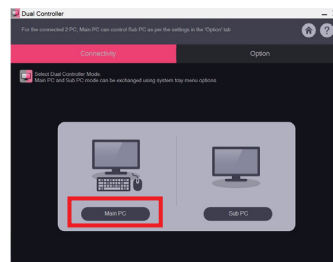 Dual Controller
For the connected 2 PC, Main PC can control Sub PC as per the settings in the 'Option' tab
Connectivity
Option
Select Dual Controller Mode.
Main PC and Sub PC mode can be exchanged using system tray menu options.
Main PC
Sub PC